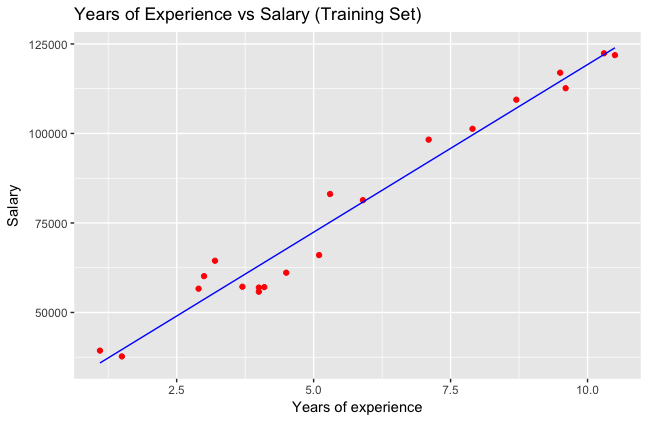 Years of Experience vs Salary (Training Set)
125000
100000
75000
50000
Salary
2.5 5.0 7.5 10.0
Years of experience